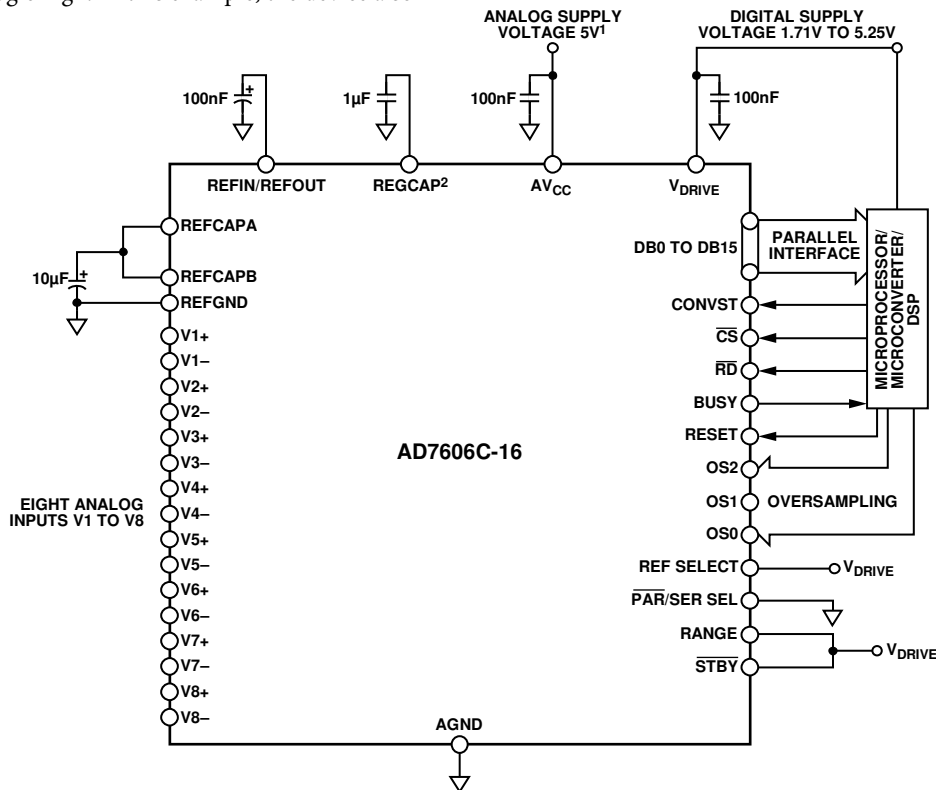 ANALOG SUPPLY
VOLTAGE 5V1
DIGITAL SUPPLY
VOLTAGE 1.71V TO 5.25V
100nF
+
1µF
100nF
100nF
REFIN/REFOUT
REGCAP2
AVCC
VDRIVE
REFCAPA
REFCAPB
REFGND
10µF
+
V1+
V1–
V2+
V2–
V3+
V3–
V4+
V4–
V5+
V5–
V6+
V6–
V7+
V7–
V8+
V8–
EIGHT ANALOG
INPUTS V1 TO V8
AD7606C-16
AGND
DB0 TO DB15
PARALLEL
INTERFACE
CONVST
CS
RD
BUSY
RESET
OS2
OS1
OVERSAMPLING
OS0
REF SELECT
VDRIVE
PAR/SER SEL
RANGE
STBY
VDRIVE
MICROPROCESSOR/
MICROCONVERTER/
DSP